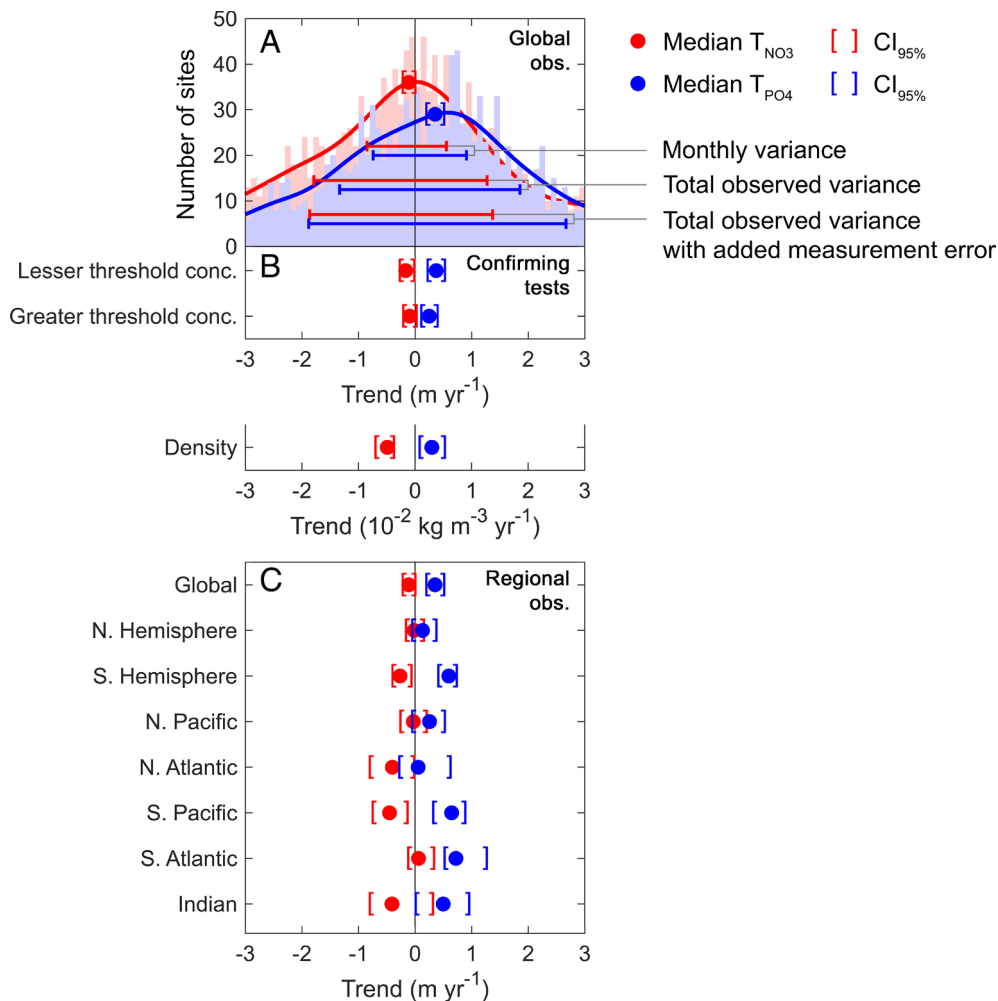 A
Global
obs.
50
40
30
20
10
0
Number of sites
Median T_NO3 [ ] CI_95%
Median T_PO4 [ ] CI_95%
Monthly variance
Total observed variance
Total observed variance
with added measurement error
B
Confirming
tests
Lesser threshold conc.
Greater threshold conc.
-3 -2 -1 0 1 2 3
Trend (m yr⁻¹)
Density
-3 -2 -1 0 1 2 3
Trend (10⁻² kg m⁻³ yr⁻¹)
C
Regional
obs.
Global
N. Hemisphere
S. Hemisphere
N. Pacific
N. Atlantic
S. Pacific
S. Atlantic
Indian
-3 -2 -1 0 1 2 3
Trend (m yr⁻¹)